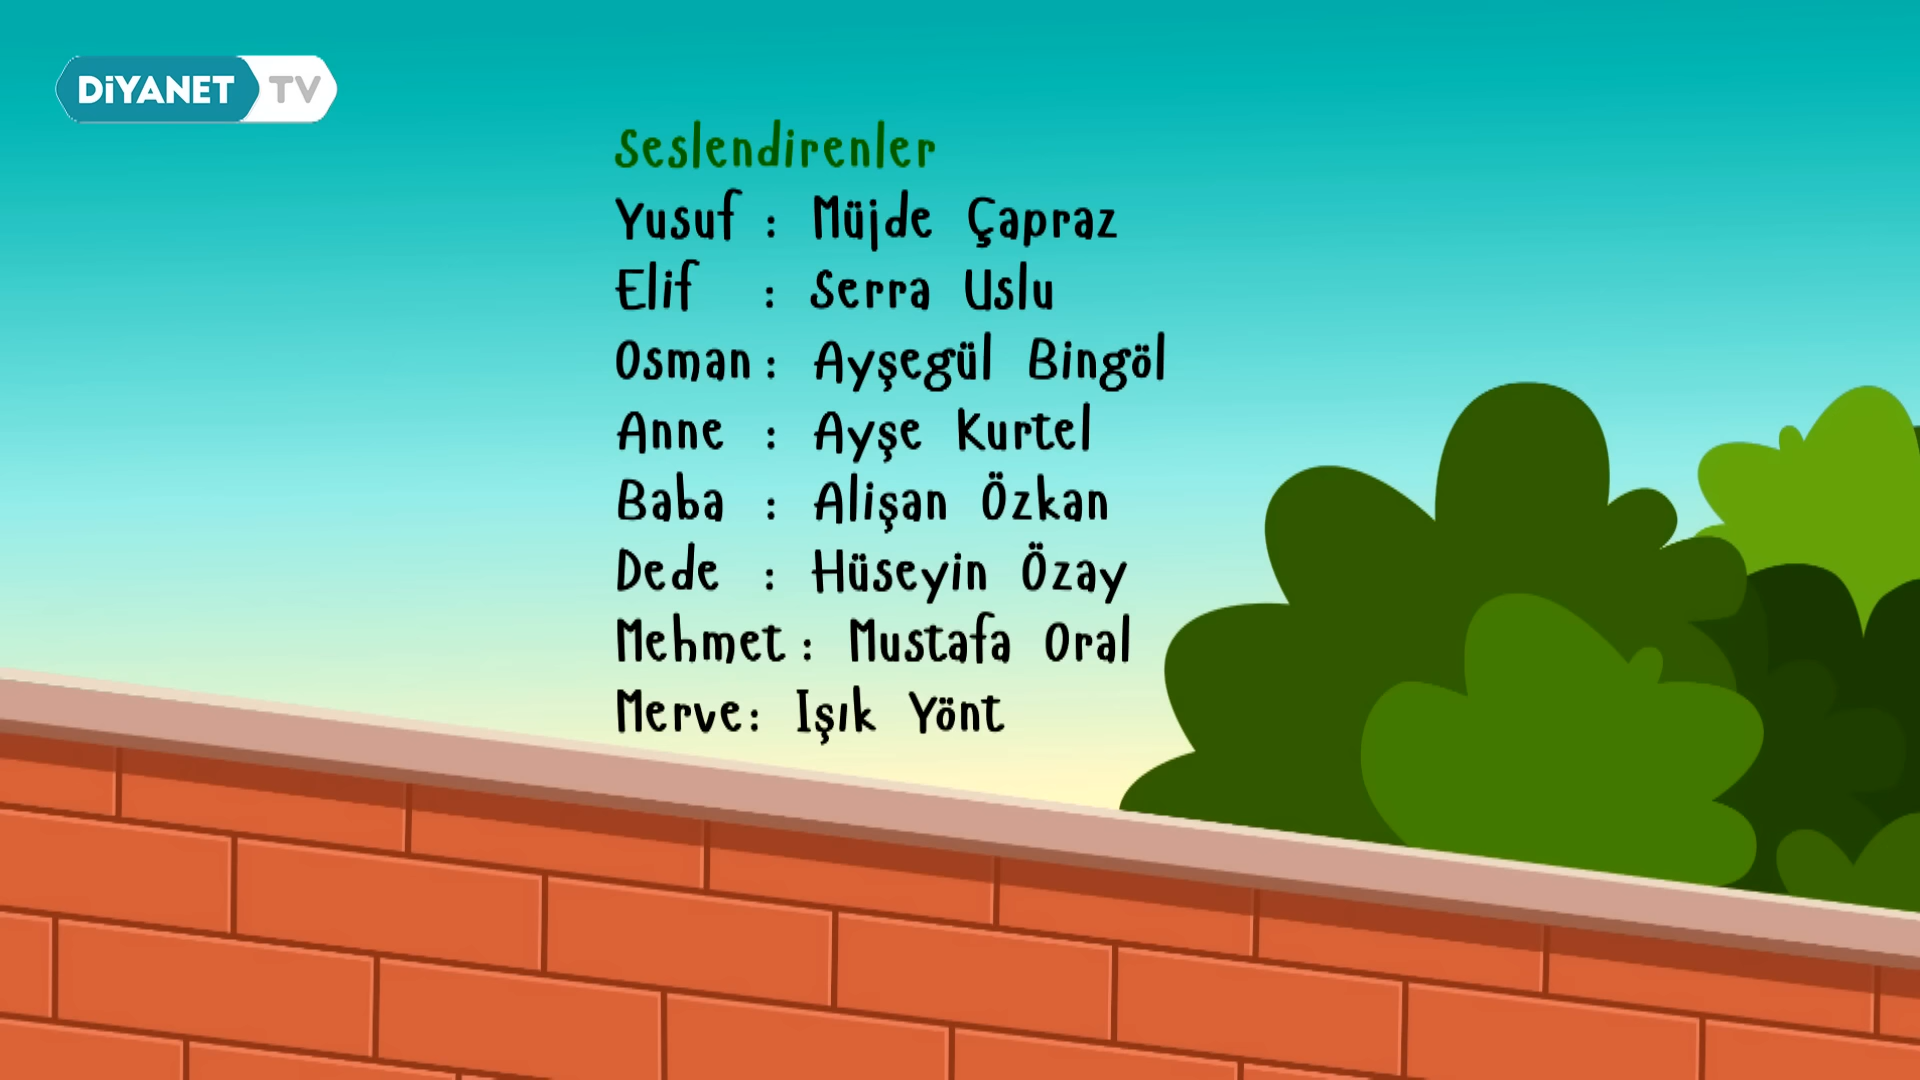 DİYANET TV
Seslendirenler
Yusuf : Müjde Çapraz
Elif : Serra Uslu
Osman : Ayşegül Bingöl
Anne : Ayşe Kurtel
Baba : Alişan Özkan
Dede : Hüseyin Özay
Mehmet : Mustafa Oral
Merve : Işık Yönt